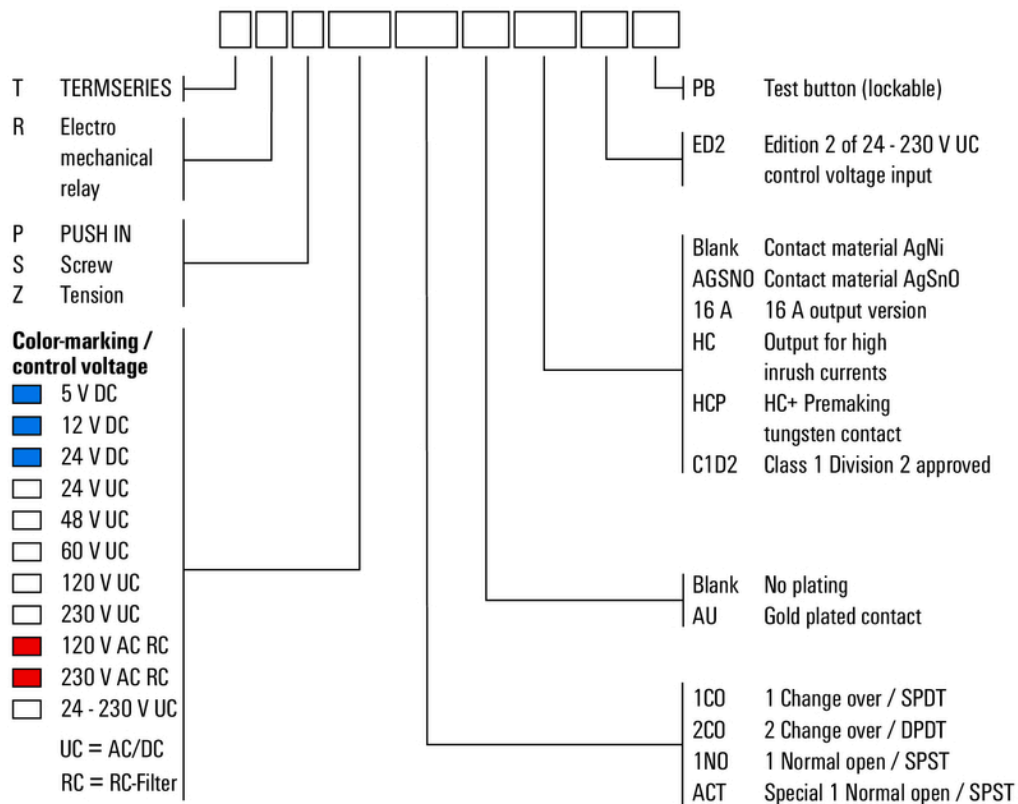 T TERMSERIES
R Electro
mechanical
relay
P PUSH IN
S Screw
Z Tension
Color-marking /
control voltage
5 V DC
12 V DC
24 V DC
24 V UC
48 V UC
60 V UC
120 V UC
230 V UC
120 V AC RC
230 V AC RC
24 - 230 V UC
UC = AC/DC
RC = RC-Filter
PB Test button (lockable)
ED2 Edition 2 of 24 - 230 V UC
control voltage input
Blank Contact material AgNi
AGSNO Contact material AgSnO
16 A 16 A output version
HC Output for high
inrush currents
HCP HC+ Premaking
tungsten contact
C1D2 Class 1 Division 2 approved
Blank No plating
AU Gold plated contact
1CO 1 Change over / SPDT
2CO 2 Change over / DPDT
1NO 1 Normal open / SPST
ACT Special 1 Normal open / SPST